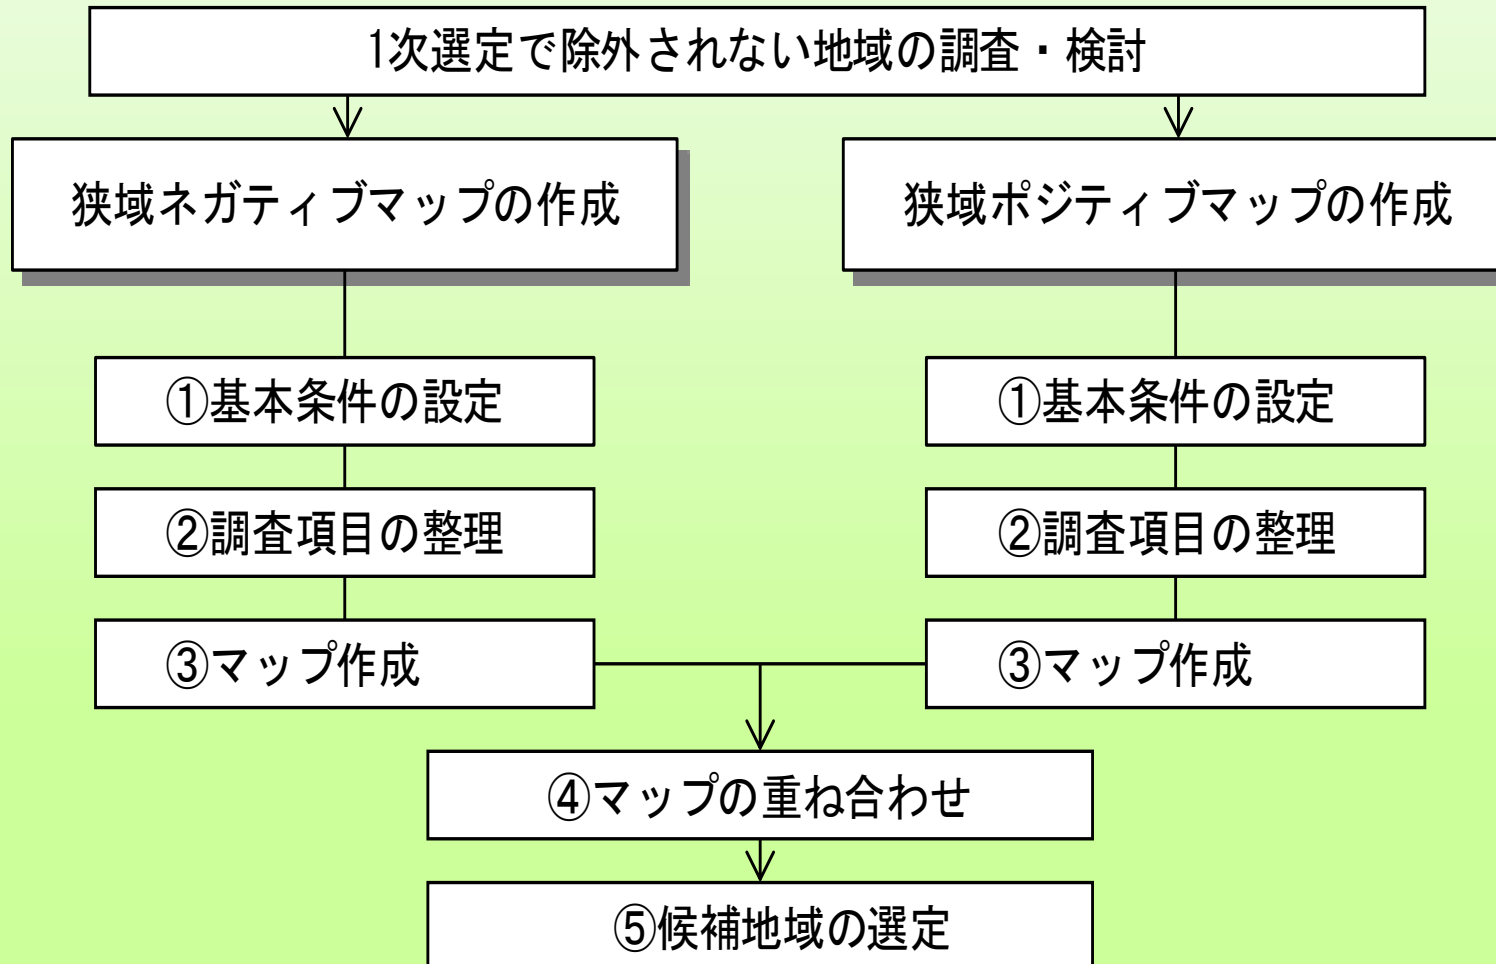 1次選定で除外されない地域の調査・検討
狭域ネガティブマップの作成
狭域ポジティブマップの作成
①基本条件の設定
①基本条件の設定
②調査項目の整理
②調査項目の整理
③マップ作成
③マップ作成
④マップの重ね合わせ
⑤候補地域の選定